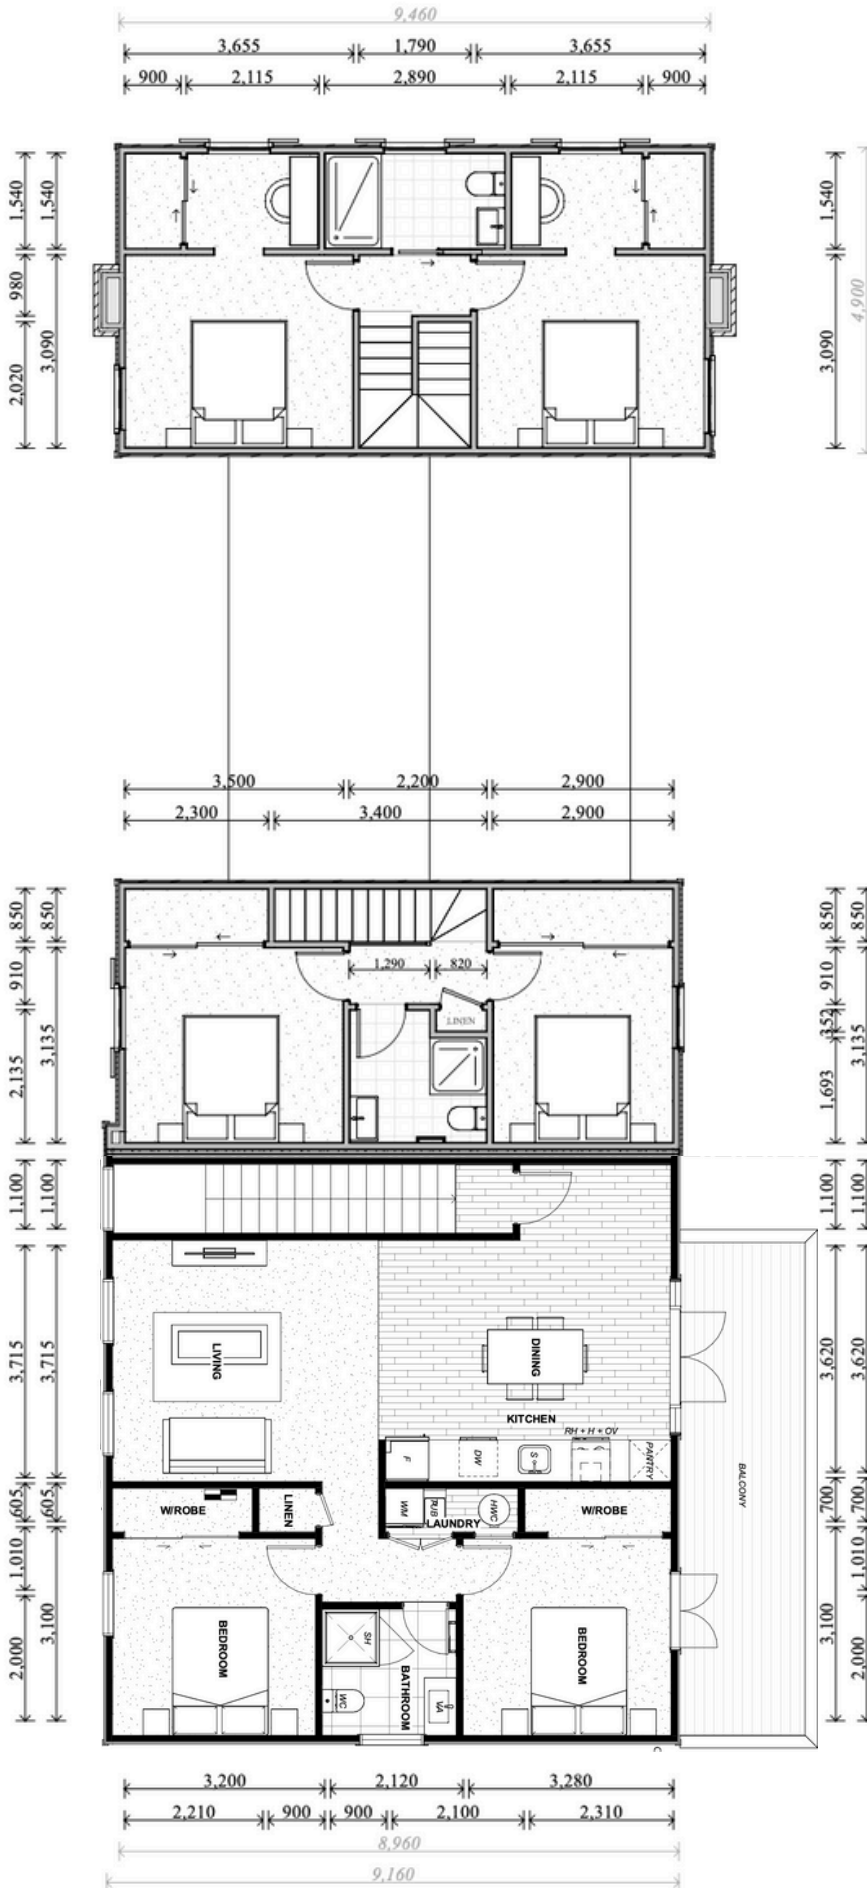 9,460
3,655 1,790 3,655
900 2,115 2,890 2,115 900
1,540 1,540 1,540
980 4,900
3,090 3,090
2,020
3,500 2,200 2,900
2,300 3,400 2,900
850 850 850 850
910 1,290 820 910
LINEN
352
2,135 3,135 1,693 3,135
1,100 1,100 1,100 1,100
LIVING
DINING
3,715 3,715 3,620 3,620
KITCHEN
RH + H + OV
F DW S PANTRY
BALCONY
605 605 700 700
W/ROBE LINEN WM TUB LAUNDRY HWC W/ROBE
1,010 1,010
BEDROOM SH BATHROOM BEDROOM
2,000 3,100 3,100 2,000
WC VA
3,200 2,120 3,280
2,210 900 900 2,100 2,310
8,960
9,160